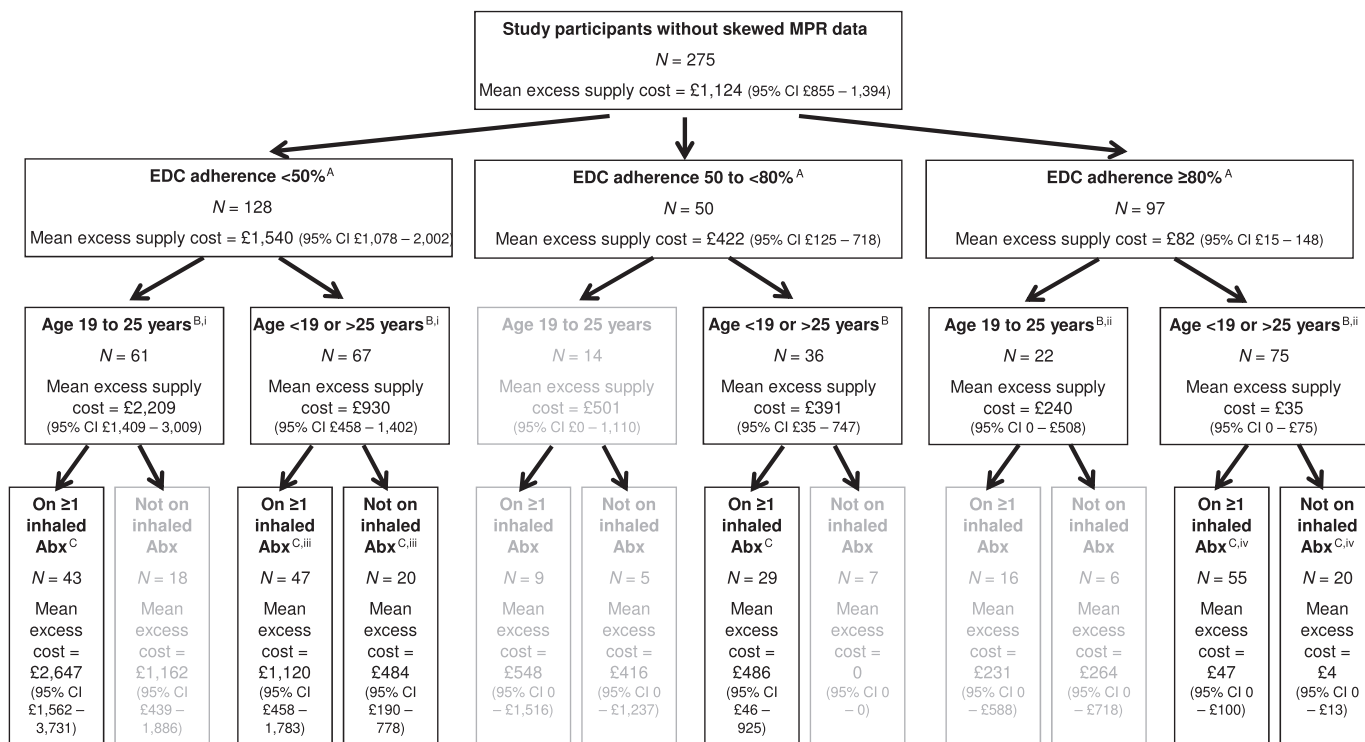 Study participants without skewed MPR data
N = 275
Mean excess supply cost = £1,124 (95% CI £855 – 1,394)
EDC adherence <50% A
N = 128
Mean excess supply cost = £1,540 (95% CI £1,078 – 2,002)
EDC adherence 50 to <80% A
N = 50
Mean excess supply cost = £422 (95% CI £125 – 718)
EDC adherence ≥80% A
N = 97
Mean excess supply cost = £82 (95% CI £15 – 148)
Age 19 to 25 years B,i
N = 61
Mean excess supply
cost = £2,209
(95% CI £1,409 – 3,009)
Age <19 or >25 years B,i
N = 67
Mean excess supply
cost = £930
(95% CI £458 – 1,402)
Age 19 to 25 years
N = 14
Mean excess supply
cost = £501
(95% CI £0 – 1,110)
Age <19 or >25 years B
N = 36
Mean excess supply
cost = £391
(95% CI £35 – 747)
Age 19 to 25 years B,ii
N = 22
Mean excess supply
cost = £240
(95% CI 0 – £508)
Age <19 or >25 years B,ii
N = 75
Mean excess supply
cost = £35
(95% CI 0 – £75)
On ≥1
inhaled
Abx C
N = 43
Mean
excess
cost =
£2,647
(95% CI
£1,562 –
3,731)
Not on
inhaled
Abx
N = 18
Mean
excess
cost =
£1,162
(95% CI
£439 –
1,886)
On ≥1
inhaled
Abx C,iii
N = 47
Mean
excess
cost =
£1,120
(95% CI
£458 –
1,783)
Not on
inhaled
Abx C,iii
N = 20
Mean
excess
cost =
£484
(95% CI
£190 –
778)
On ≥1
inhaled
Abx
N = 9
Mean
excess
cost =
£548
(95% CI 0
– £1,516)
Not on
inhaled
Abx
N = 5
Mean
excess
cost =
£416
(95% CI 0
– £1,237)
On ≥1
inhaled
Abx C
N = 29
Mean
excess
cost =
£486
(95% CI
£46 –
925)
Not on
inhaled
Abx
N = 7
Mean
excess
cost =
0
(95% CI 0
– 0)
On ≥1
inhaled
Abx
N = 16
Mean
excess
cost =
£231
(95% CI 0
– £588)
Not on
inhaled
Abx
N = 6
Mean
excess
cost =
£264
(95% CI 0
– £718)
On ≥1
inhaled
Abx C,iv
N = 55
Mean
excess
cost =
£47
(95% CI 0
– £100)
Not on
inhaled
Abx C,iv
N = 20
Mean
excess
cost =
£4
(95% CI 0
– £13)